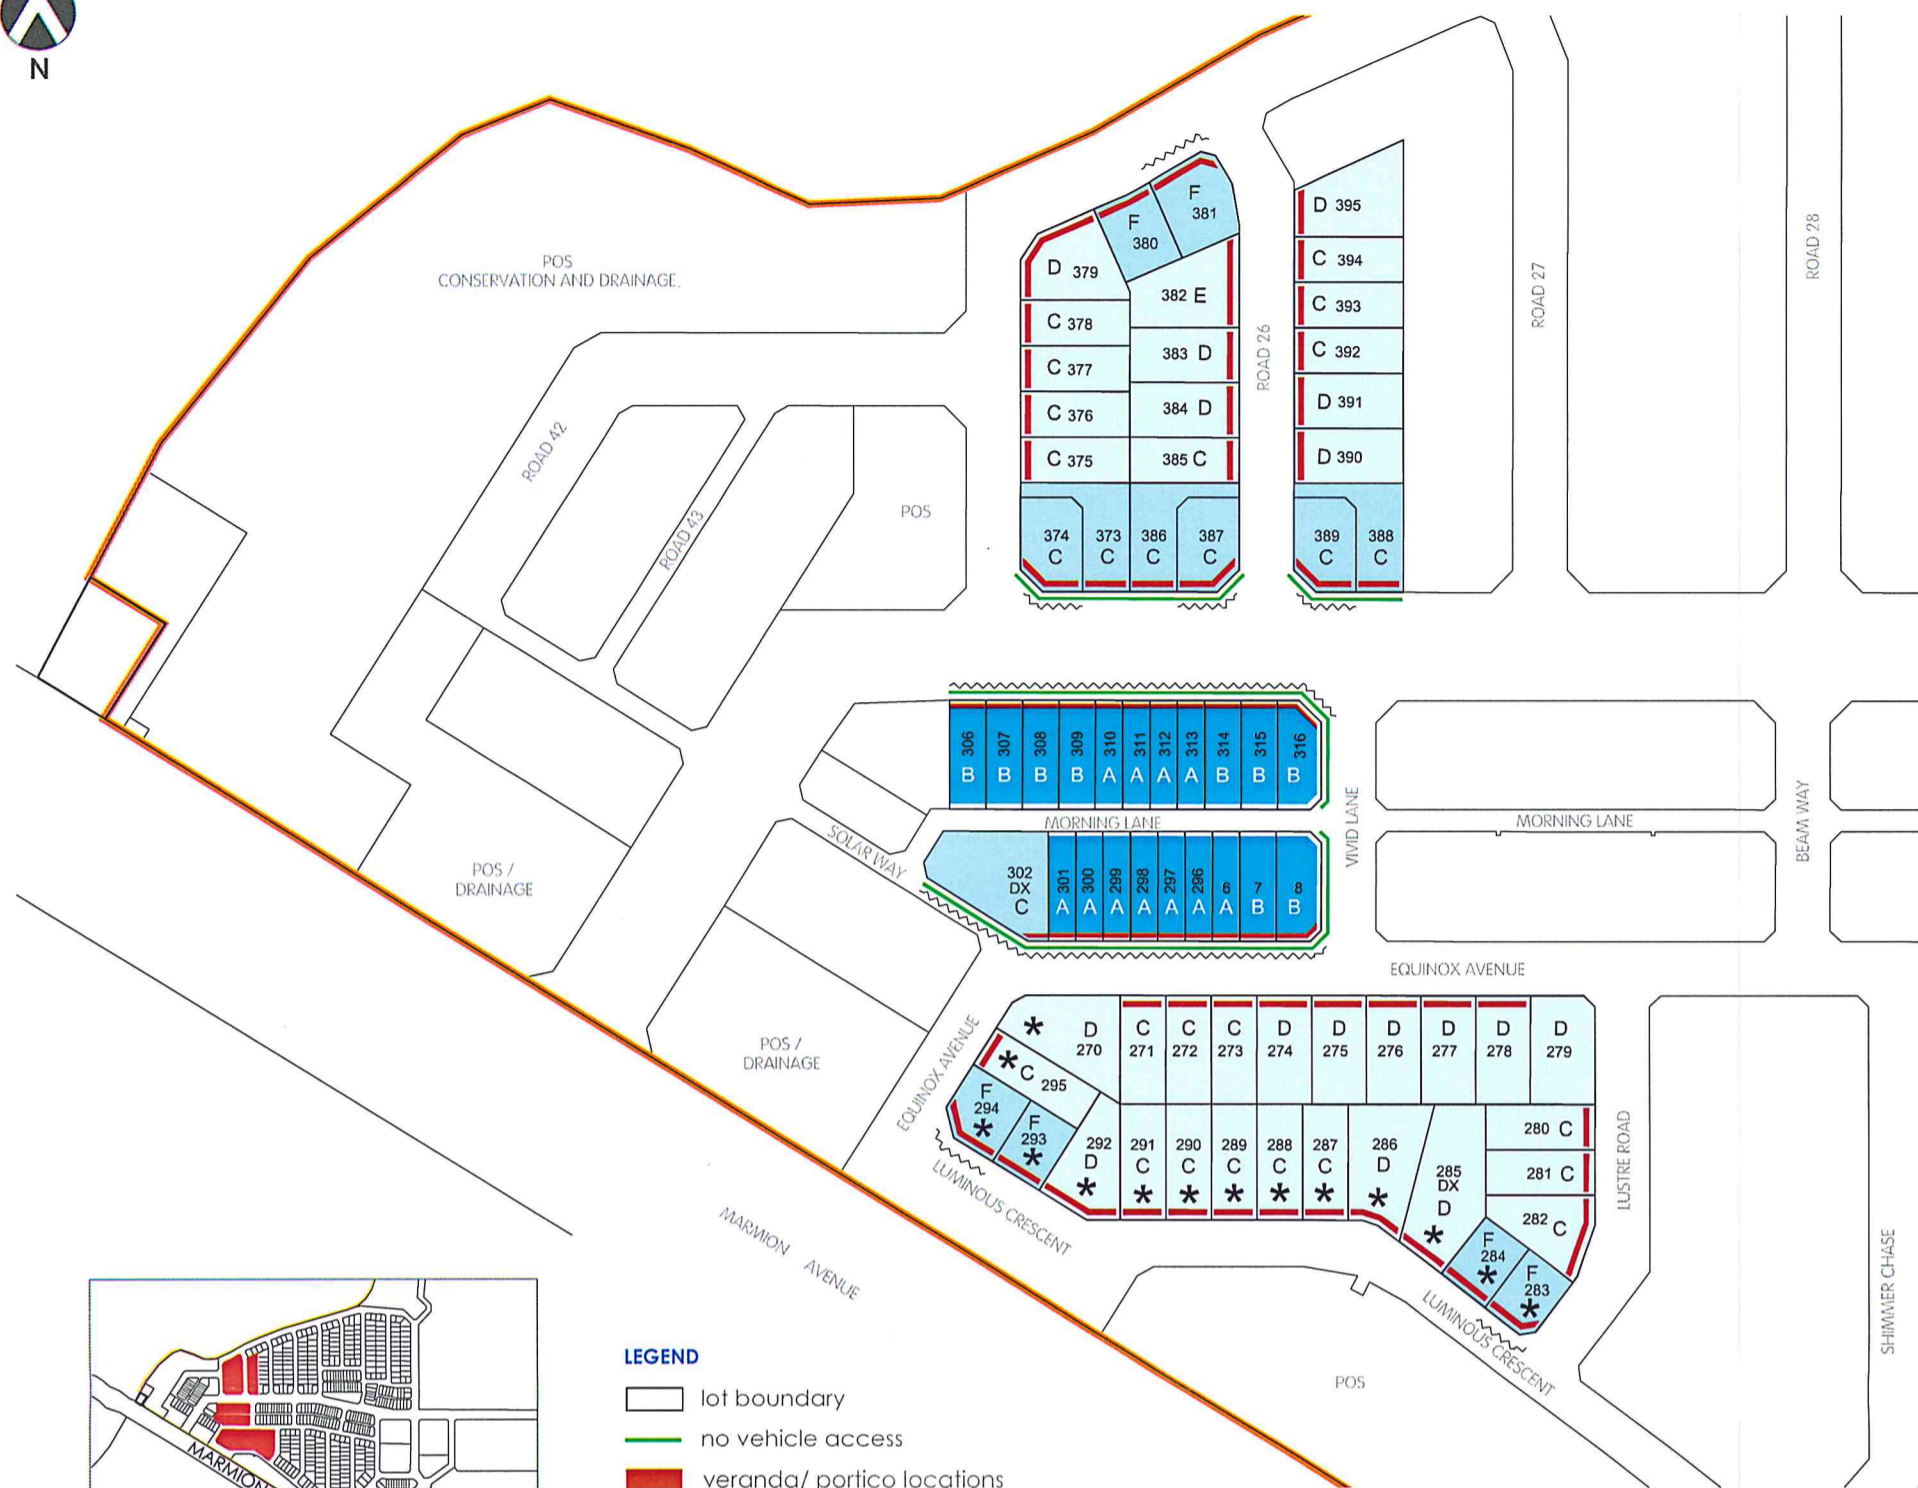 N
POS
CONSERVATION AND DRAINAGE.
ROAD 42
ROAD 43
POS
ROAD 26
ROAD 27
ROAD 28
F
381
F
380
D 379
382 E
C 378
383 D
C 377
384 D
C 376
385 C
C 375
374
C
373
C
386
C
387
C
D 395
C 394
C 393
C 392
D 391
D 390
389
C
388
C
306
B
307
B
308
B
309
B
310
A
311
A
312
A
313
A
314
B
315
B
316
B
MORNING LANE
VIVID LANE
MORNING LANE
BEAM WAY
SOLAR WAY
302
DX
C
301
A
300
A
299
A
298
A
297
A
296
A
6
A
7
B
8
B
POS /
DRAINAGE
POS /
DRAINAGE
EQUINOX AVENUE
EQUINOX AVENUE
* D
270
C
271
C
272
C
273
D
274
D
275
D
276
D
277
D
278
D
279
* C 295
F
294
*
F
293
*
292
D
*
291
C
*
290
C
*
289
C
*
288
C
*
287
C
*
286
D
*
285
DX
D
*
280 C
281 C
282 C
F
284
*
F
283
*
LUSTRE ROAD
SHIMMER CHASE
LUMINOUS CRESCENT
LUMINOUS CRESCENT
MARMION AVENUE
POS
MARMION
LEGEND
lot boundary
no vehicle access
veranda/ portico locations